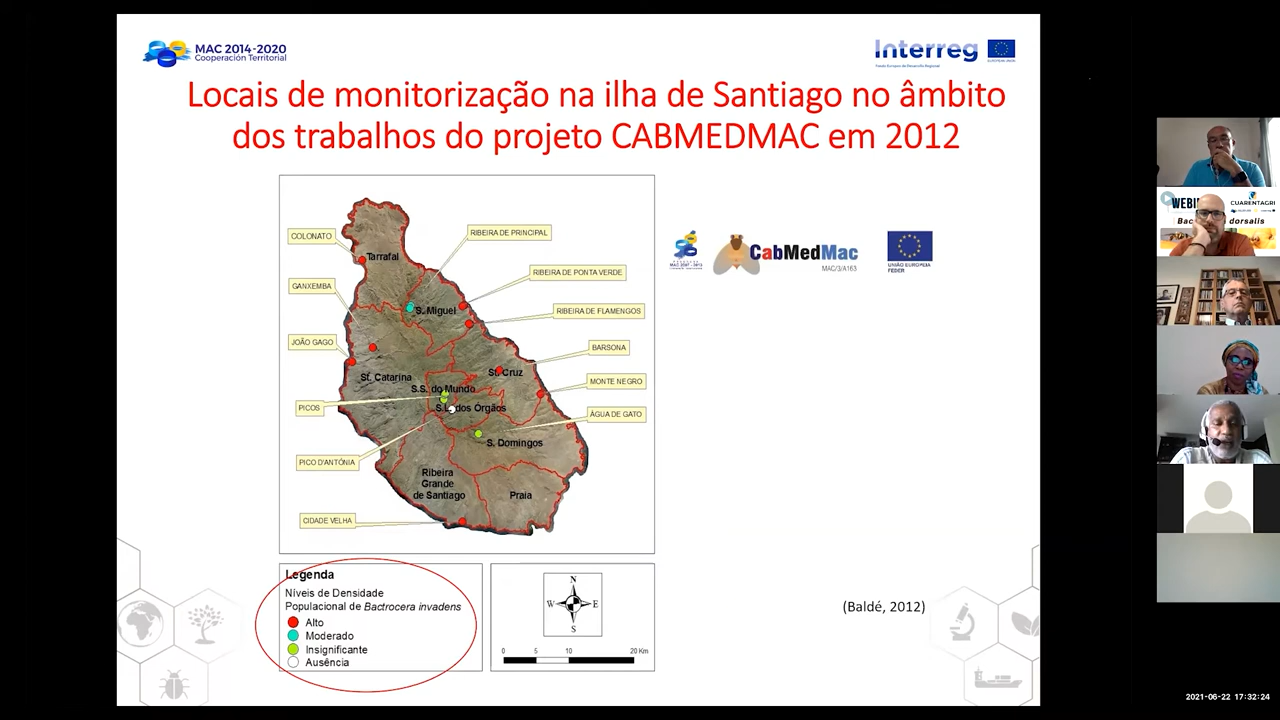 MAC 2014-2020
Cooperación Territorial
Interreg
Fondo Europeo de Desarrollo Regional
Locais de monitorização na ilha de Santiago no âmbito
dos trabalhos do projeto CABMEDMAC em 2012
COLONATO
RIBEIRA DE PRINCIPAL
Tarrafal
RIBEIRA DE PONTA VERDE
GANXEMBA
S. Miguel
RIBEIRA DE FLAMENGOS
JOÃO GAGO
BARSONA
St. Catarina
St. Cruz
S.S. do Mundo
MONTE NEGRO
PICOS
S.L. dos Órgãos
ÁGUA DE GATO
S. Domingos
PICO D'ANTÓNIA
Ribeira
Grande
de Santiago
Praia
CIDADE VELHA
CabMedMac
MAC/3/A163
UNIÃO EUROPEIA
FEDER
Legenda
Níveis de Densidade
Populacional de Bactrocera invadens
Alto
Moderado
Insignificante
Ausência
N
W E
S
0 5 10 20 Km
(Baldé, 2012)
CUARENTAGRI
dorsalis
2021-06-22 17:32:24